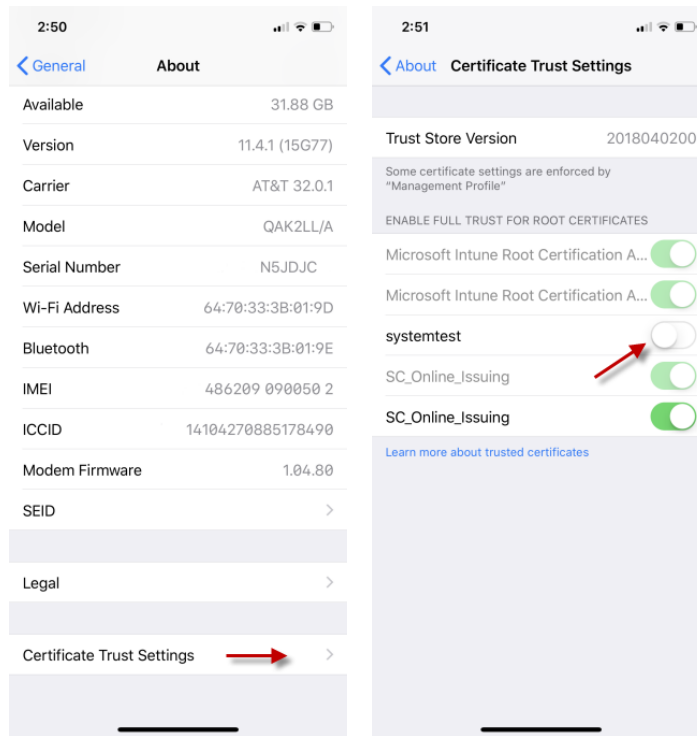 2:50
General
About
Available 31.88 GB
Version 11.4.1 (15G77)
Carrier AT&T 32.0.1
Model QAK2LL/A
Serial Number N5JDJC
Wi-Fi Address 64:70:33:3B:01:9D
Bluetooth 64:70:33:3B:01:9E
IMEI 486209 090050 2
ICCID 14104270885178490
Modem Firmware 1.04.80
SEID
Legal
Certificate Trust Settings
2:51
About
Certificate Trust Settings
Trust Store Version 2018040200
Some certificate settings are enforced by
"Management Profile"
ENABLE FULL TRUST FOR ROOT CERTIFICATES
Microsoft Intune Root Certification A...
Microsoft Intune Root Certification A...
systemtest
SC_Online_Issuing
SC_Online_Issuing
Learn more about trusted certificates